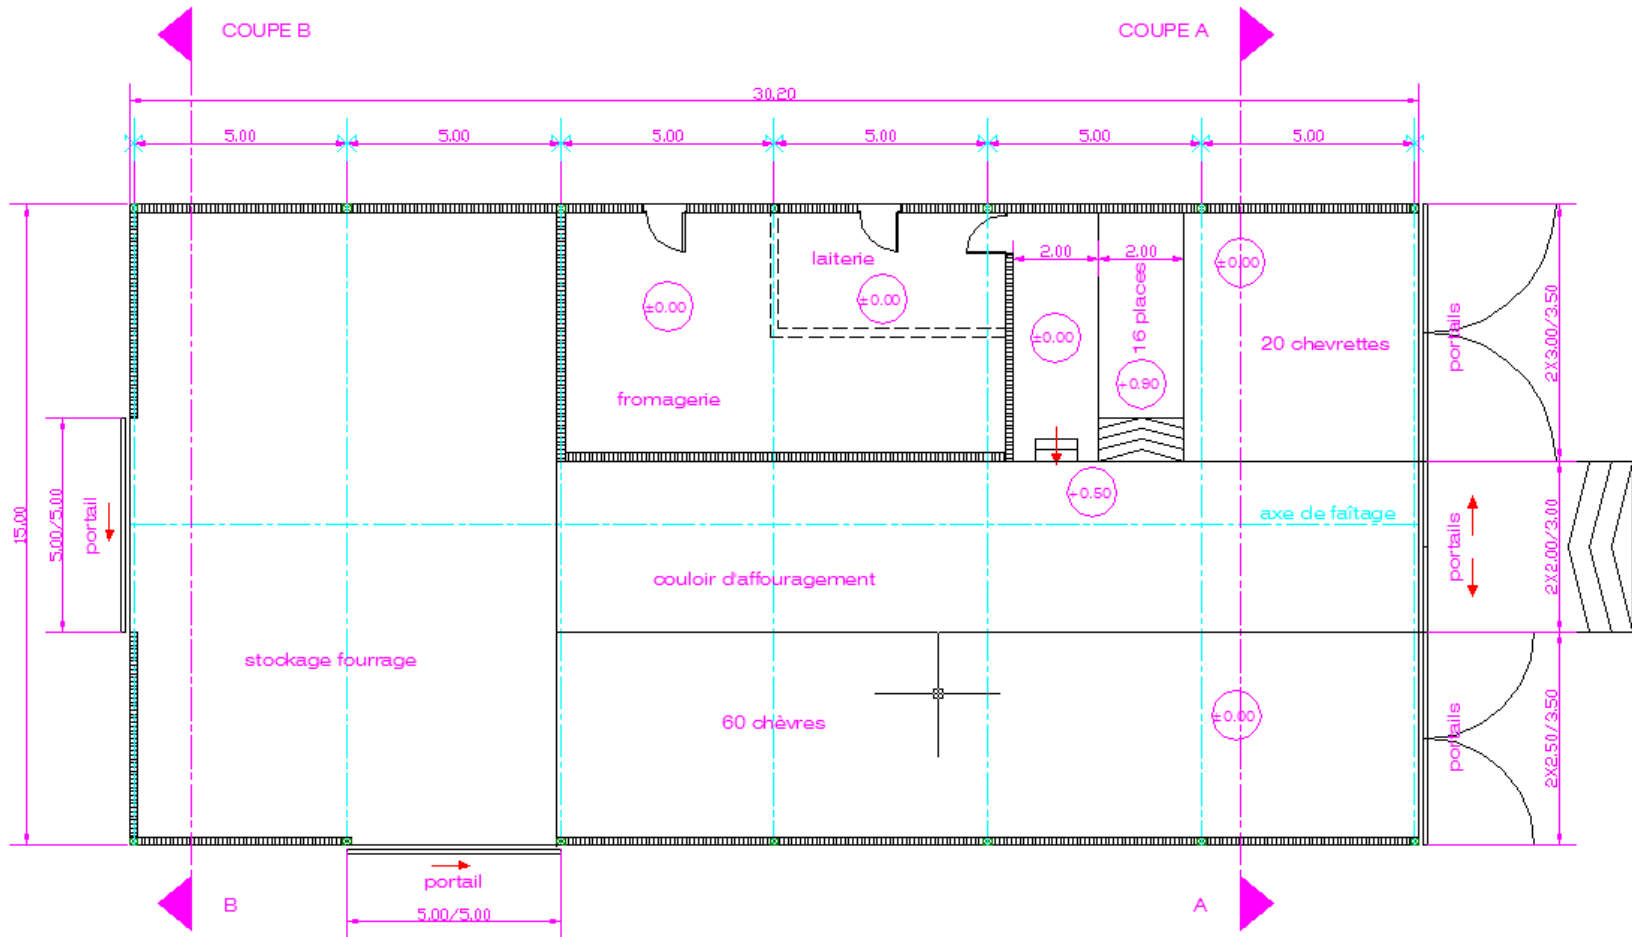 COUPE B
COUPE A
30,20
5.00
5.00
5.00
5.00
5.00
5.00
laiterie
2.00
2.00
±0.00
±0.00
±0.00
±0.00
16 places
+0.90
20 chevrettes
portails
2X3.00/3.50
fromagerie
15.00
5.00/5.00
portail
+0.50
axe de faîtage
portails
2X2.00/3.00
couloir d'affouragement
stockage fourrage
60 chèvres
±0.00
portails
2X2.50/3.50
portail
B
A
5.00/5.00